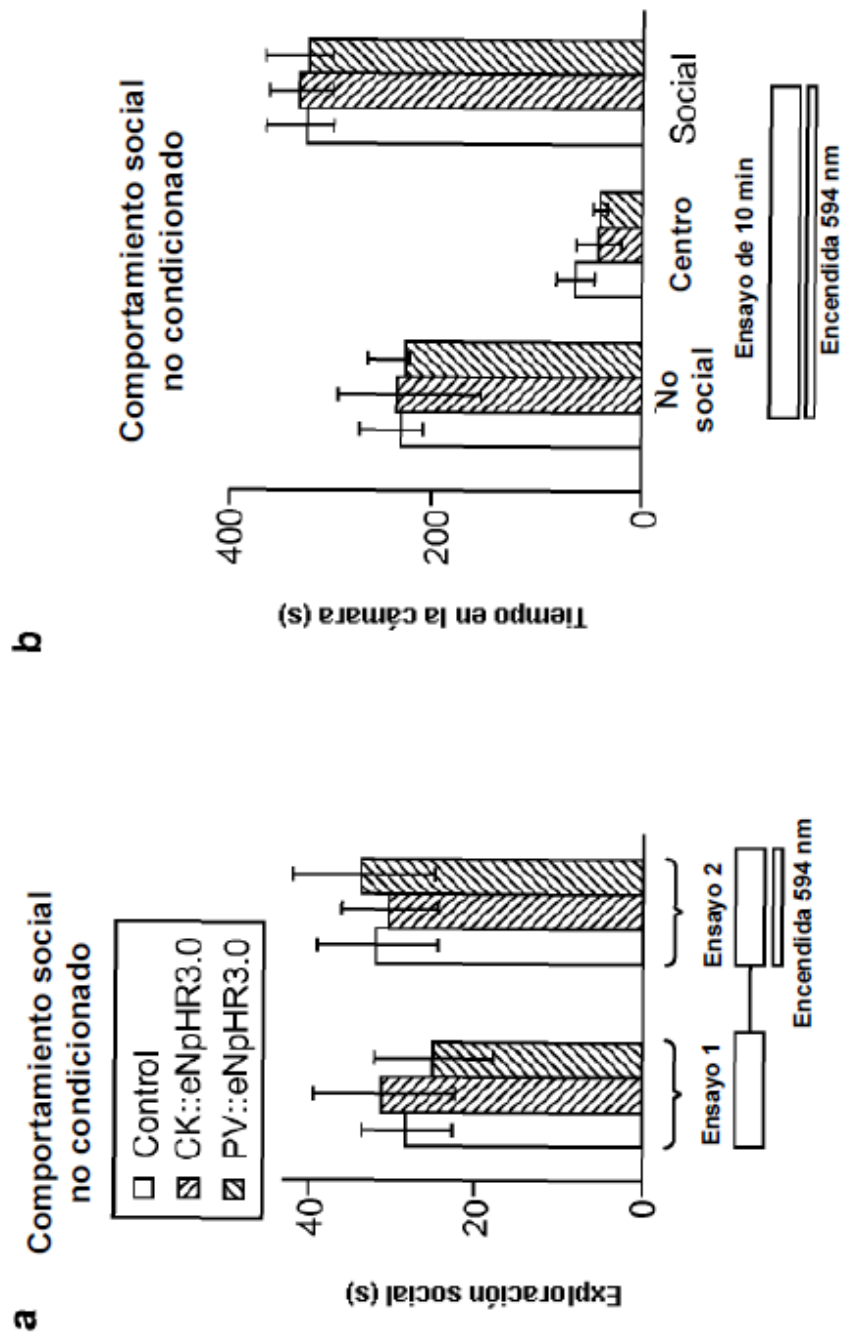 a
Comportamiento social
no condicionado
Control
CK::eNpHR3.0
PV::eNpHR3.0
Exploración social (s)
40
20
0
Ensayo 1
Ensayo 2
Encendida 594 nm
b
Comportamiento social
no condicionado
Tiempo en la cámara (s)
400
200
0
No
social
Centro
Social
Ensayo de 10 min
Encendida 594 nm